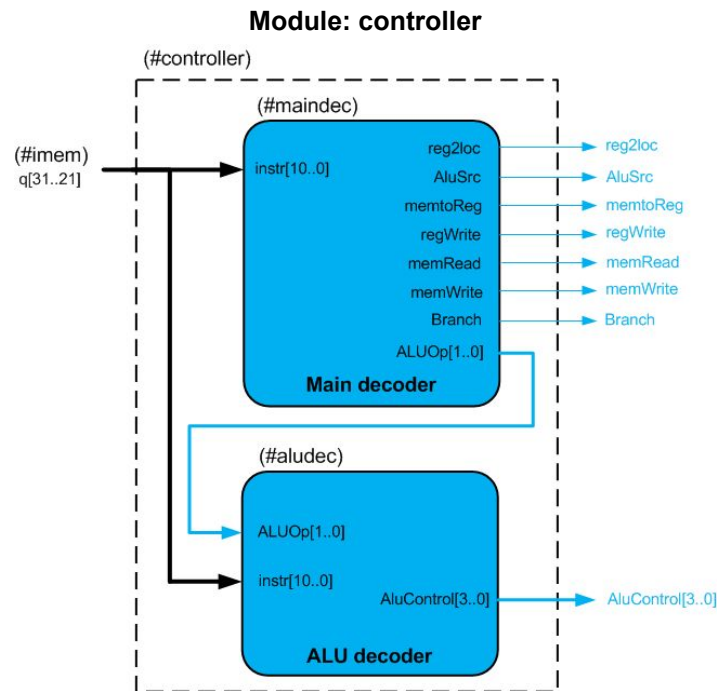 Module: controller
(#controller)
(#maindec)
(#imem)
q[31..21]
instr[10..0]
reg2loc
reg2loc
AluSrc
AluSrc
memtoReg
memtoReg
regWrite
regWrite
memRead
memRead
memWrite
memWrite
Branch
Branch
ALUOp[1..0]
Main decoder
(#aludec)
ALUOp[1..0]
instr[10..0]
AluControl[3..0]
AluControl[3..0]
ALU decoder